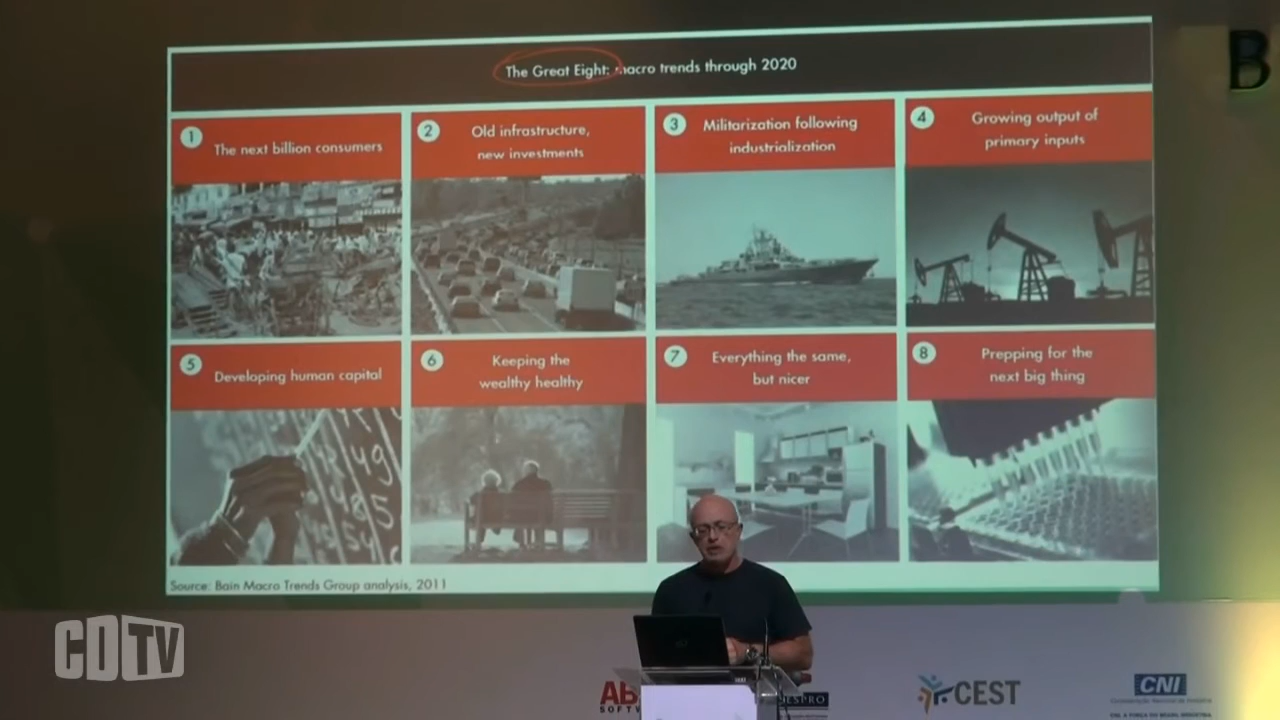 The Great Eight: macro trends through 2020
B
1
The next billion consumers
2
Old infrastructure,
new investments
3
Militarization following
industrialization
4
Growing output of
primary inputs
5
Developing human capital
6
Keeping the
wealthy healthy
7
Everything the same,
but nicer
8
Prepping for the
next big thing
Source: Bain Macro Trends Group analysis, 2011
CDTV
CEST
CNI